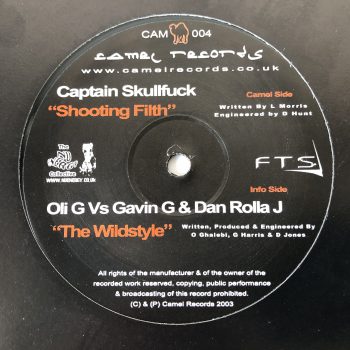 CAM 004
camel records
www.camelrecords.co.uk
Captain Skullfuck
"Shooting Filth"
Camel Side
Written By L Morris
Engineered by D Hunt
The
Collective
FTS
Info Side
Oli G Vs Gavin G & Dan Rolla J
"The Wildstyle"
Written, Produced & Engineered By
O Ghalebi, G Harris & D Jones
All rights of the manufacturer & of the owner of the
recorded work reserved, copying, public performance
& broadcasting of this record prohibited.
(C) & (P) Camel Records 2003